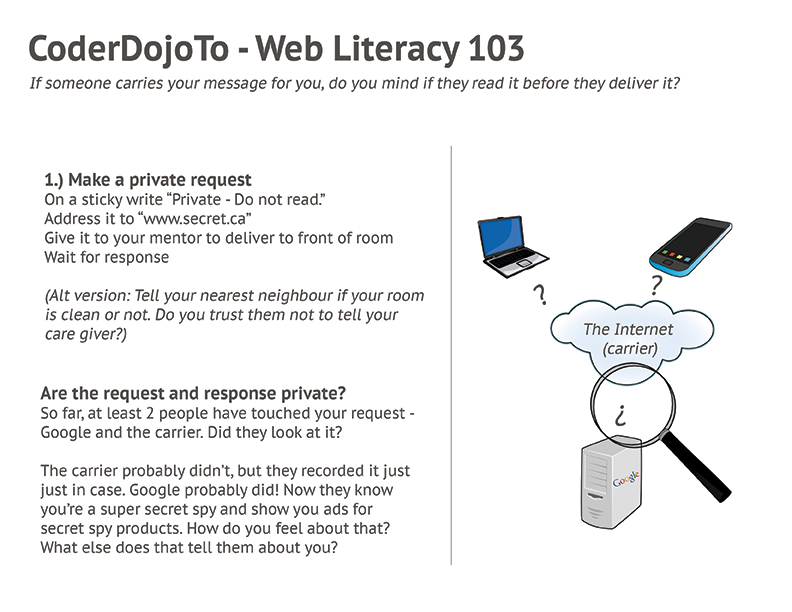 CoderDojoTo - Web Literacy 103
If someone carries your message for you, do you mind if they read it before they deliver it?
1.) Make a private request
On a sticky write “Private - Do not read.”
Address it to “www.secret.ca”
Give it to your mentor to deliver to front of room
Wait for response
(Alt version: Tell your nearest neighbour if your room
is clean or not. Do you trust them not to tell your
care giver?)
Are the request and response private?
So far, at least 2 people have touched your request -
Google and the carrier. Did they look at it?
The carrier probably didn’t, but they recorded it just
just in case. Google probably did! Now they know
you’re a super secret spy and show you ads for
secret spy products. How do you feel about that?
What else does that tell them about you?
?
?
The Internet
(carrier)
¿
Google